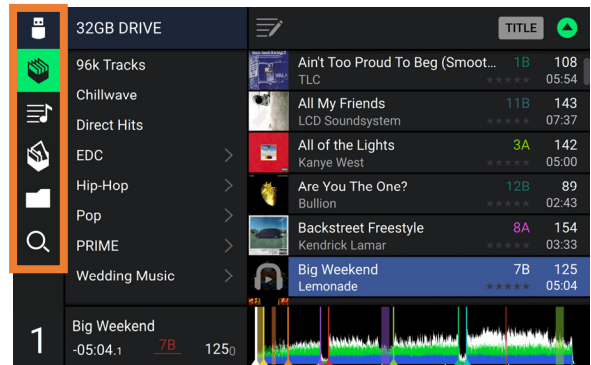 32GB DRIVE
TITLE
96k Tracks
Chillwave
Direct Hits
EDC
Hip-Hop
Pop
PRIME
Wedding Music
Ain't Too Proud To Beg (Smoot... 1B 108
TLC 05:54
All My Friends 11B 143
LCD Soundsystem 07:37
All of the Lights 3A 142
Kanye West 05:00
Are You The One? 12B 89
Bullion 02:43
Backstreet Freestyle 8A 154
Kendrick Lamar 03:33
Big Weekend 7B 125
Lemonade 05:04
1
Big Weekend
-05:04.1 7B 1250